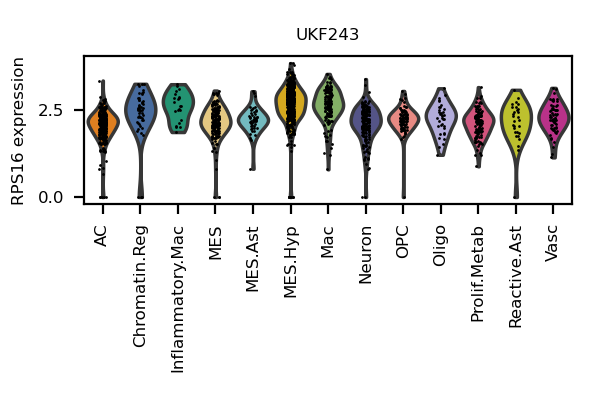 UKF243
RPS16 expression
2.5
0.0
AC
Chromatin.Reg
Inflammatory.Mac
MES
MES.Ast
MES.Hyp
Mac
Neuron
OPC
Oligo
Prolif.Metab
Reactive.Ast
Vasc